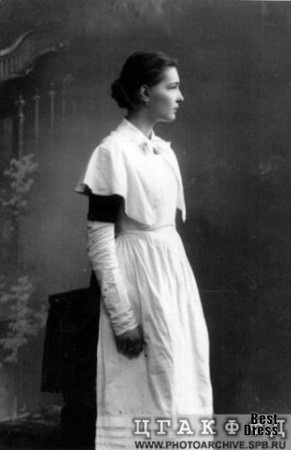 Best
Dress
ЦГАКФФД
WWW.PHOTOARCHIVE.SPB.RU